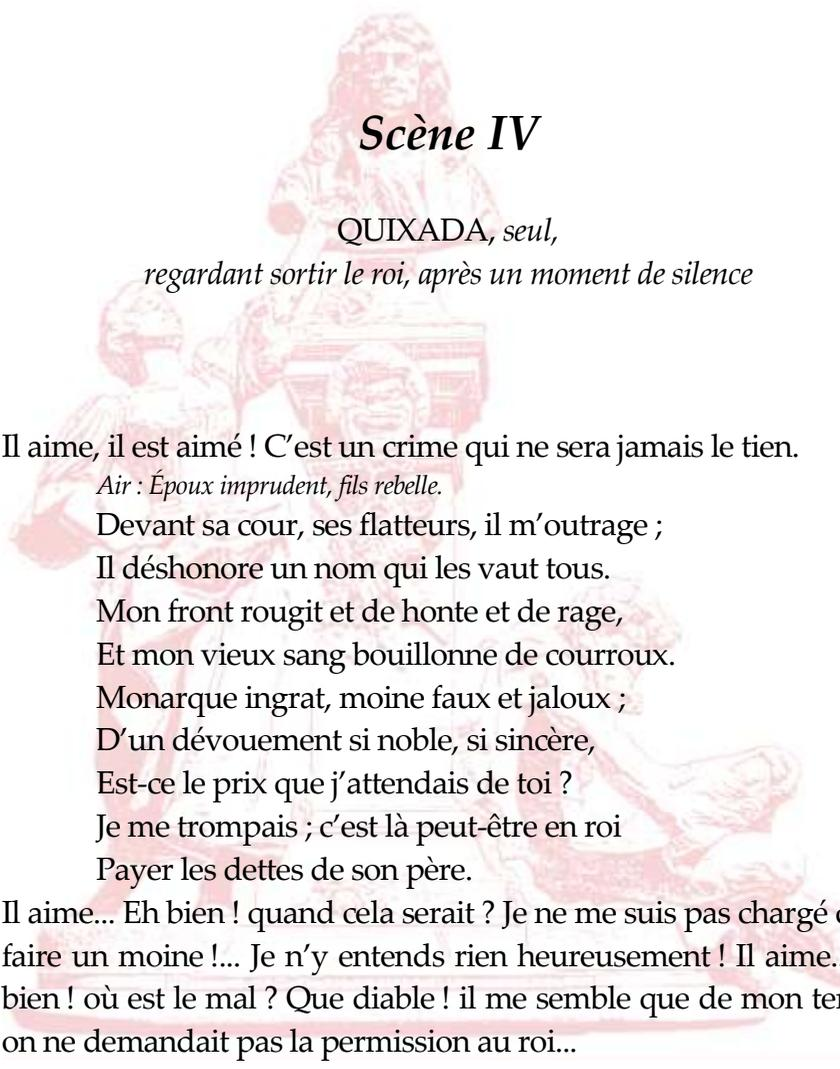 Scène IV
QUIXADA, seul,
regardant sortir le roi, après un moment de silence
Il aime, il est aimé ! C’est un crime qui ne sera jamais le tien.
Air : Époux imprudent, fils rebelle.
Devant sa cour, ses flatteurs, il m’outrage ;
Il déshonore un nom qui les vaut tous.
Mon front rougit et de honte et de rage,
Et mon vieux sang bouillonne de courroux.
Monarque ingrat, moine faux et jaloux ;
D’un dévouement si noble, si sincère,
Est-ce le prix que j’attendais de toi ?
Je me trompais ; c’est là peut-être en roi
Payer les dettes de son père.
Il aime... Eh bien ! quand cela serait ? Je ne me suis pas chargé
faire un moine !... Je n’y entends rien heureusement ! Il aime.
bien ! où est le mal ? Que diable ! il me semble que de mon
on ne demandait pas la permission au roi...